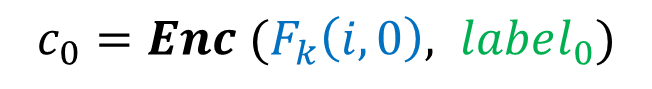 c₀ = Enc (Fₖ(i, 0), label₀)